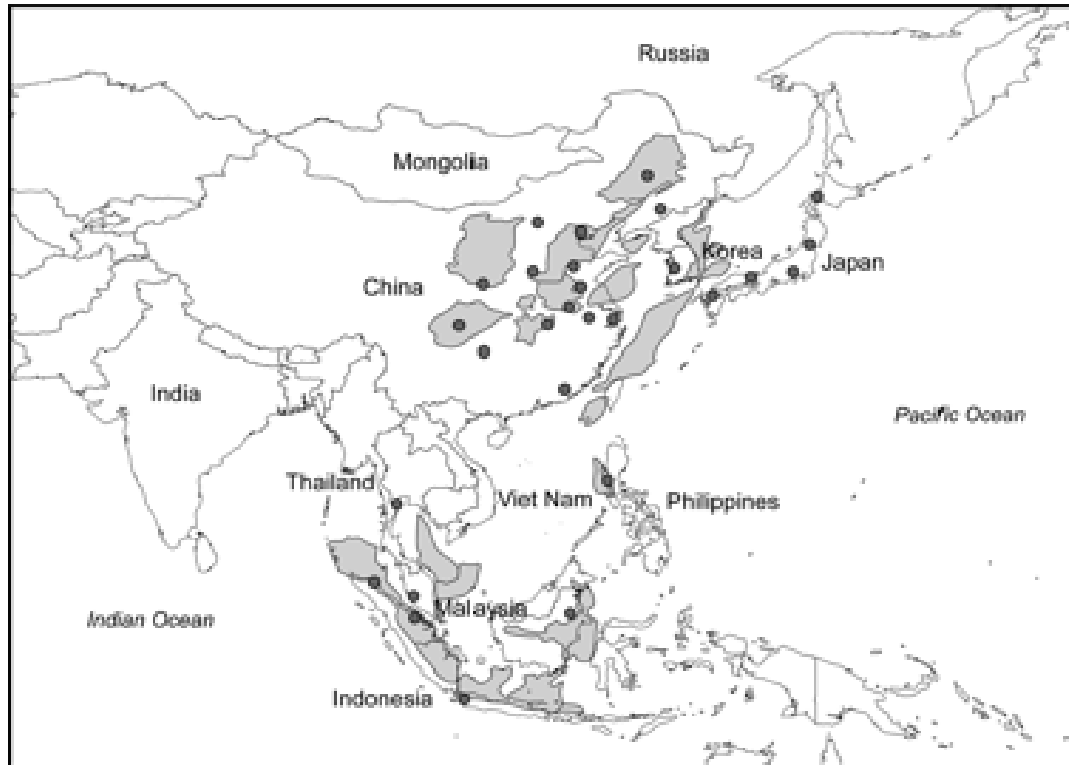 Russia
Mongolia
Korea
Japan
China
India
Pacific Ocean
Thailand
Viet Nam
Philippines
Malaysia
Indian Ocean
Indonesia